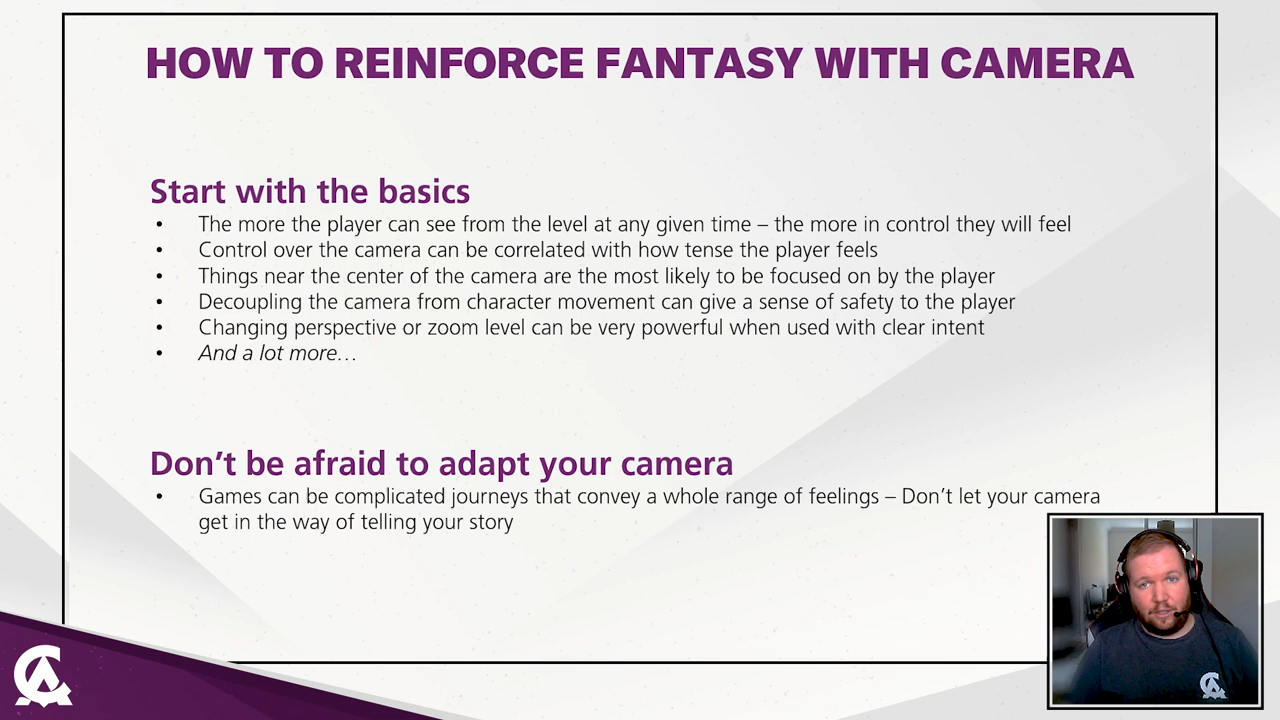 HOW TO REINFORCE FANTASY WITH CAMERA
Start with the basics
• The more the player can see from the level at any given time – the more in control they will feel
• Control over the camera can be correlated with how tense the player feels
• Things near the center of the camera are the most likely to be focused on by the player
• Decoupling the camera from character movement can give a sense of safety to the player
• Changing perspective or zoom level can be very powerful when used with clear intent
• And a lot more…
Don’t be afraid to adapt your camera
• Games can be complicated journeys that convey a whole range of feelings – Don’t let your camera
get in the way of telling your story